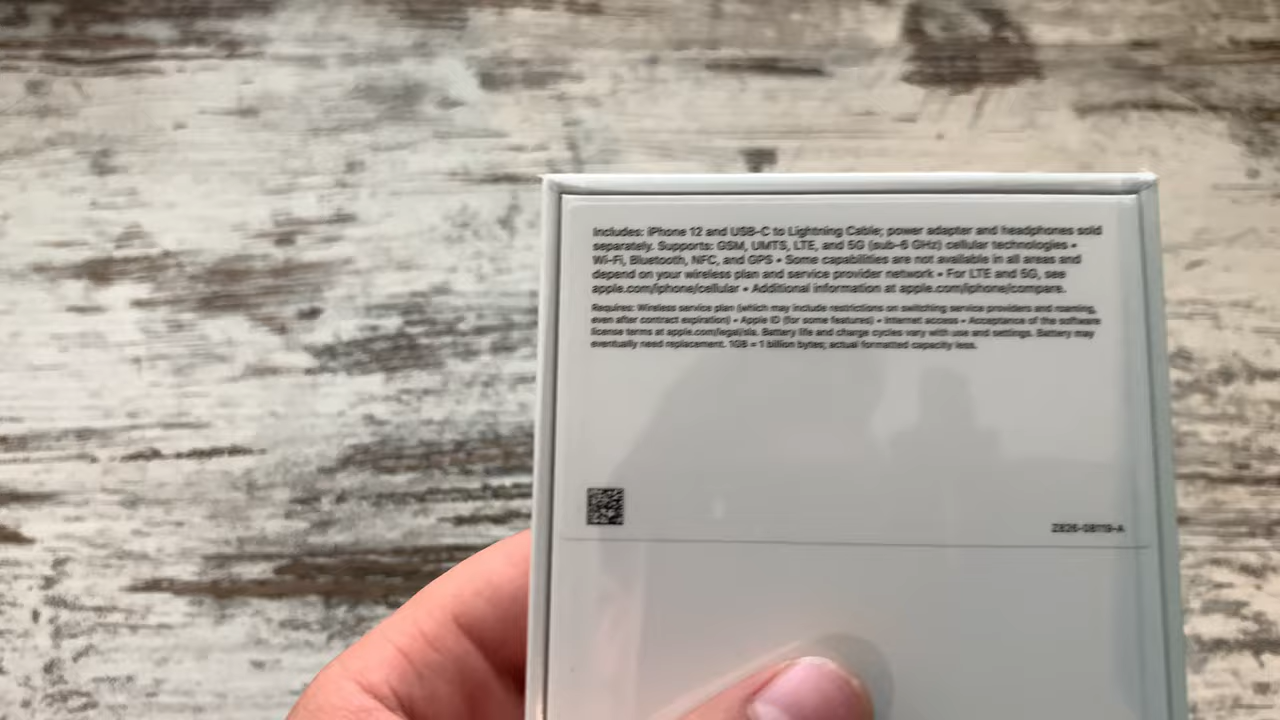 Includes: iPhone 12 and USB-C to Lightning Cable; power adapter and headphones sold
separately. Supports: GSM, UMTS, LTE, and 5G (sub-6 GHz) cellular technologies •
Wi-Fi, Bluetooth, NFC, and GPS • Some capabilities are not available in all areas and
depend on your wireless plan and service provider network • For LTE and 5G, see
apple.com/iphone/cellular • Additional information at apple.com/iphone/compare.
Requires: Wireless service plan (which may include restrictions on switching service providers and roaming,
even after contract expiration) • Apple ID (for some features) • Internet access • Acceptance of the software
license terms at apple.com/legal/sla. Battery life and charge cycles vary with use and settings. Battery may
eventually need replacement. 1GB = 1 billion bytes; actual formatted capacity less.
Z826-08119-A